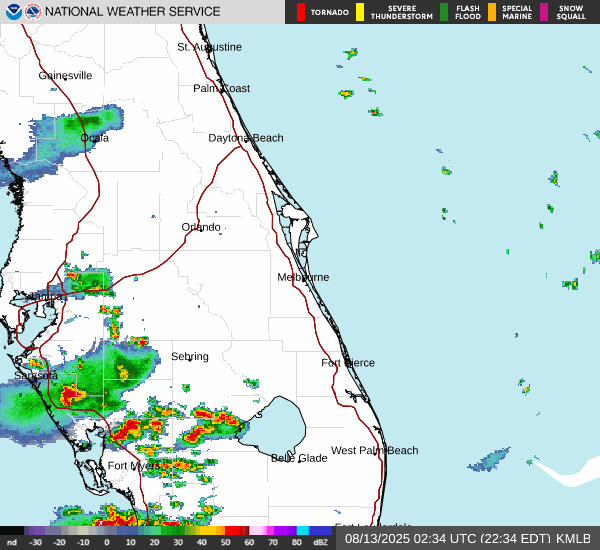 NATIONAL WEATHER SERVICE
TORNADO
SEVERE
THUNDERSTORM
FLASH
FLOOD
SPECIAL
MARINE
SNOW
SQUALL
St. Augustine
Gainesville
Palm Coast
Ocala
Daytona Beach
Orlando
Melbourne
Tampa
Sebring
Fort Pierce
Sarasota
West Palm Beach
Belle Glade
Fort Myers
nd -30 -20 -10 0 10 20 30 40 50 60 70 80 dBZ
08/13/2025 02:34 UTC (22:34 EDT) KMLB